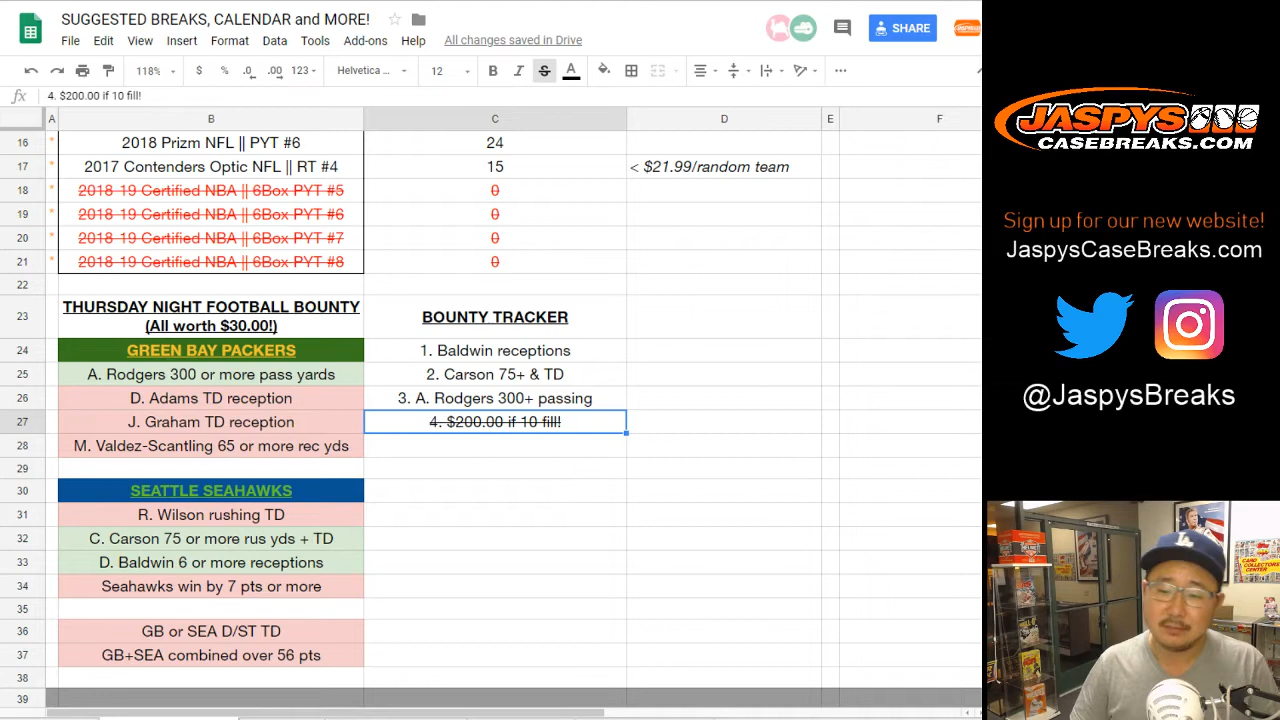 SUGGESTED BREAKS, CALENDAR and MORE!
File Edit View Insert Format Data Tools Add-ons Help All changes saved in Drive
SHARE
118% $ % .0 .00 123 Helvetica ... 12 B I S A
fx 4. $200.00 if 10 fill!
A B C D E F
16 * 2018 Prizm NFL || PYT #6 24
17 * 2017 Contenders Optic NFL || RT #4 15 < $21.99/random team
18 * 2018-19 Certified NBA || 6Box PYT #5 0
19 * 2018-19 Certified NBA || 6Box PYT #6 0
20 * 2018-19 Certified NBA || 6Box PYT #7 0
21 * 2018-19 Certified NBA || 6Box PYT #8 0
22
THURSDAY NIGHT FOOTBALL BOUNTY
23 (All worth $30.00!) BOUNTY TRACKER
24 GREEN BAY PACKERS 1. Baldwin receptions
25 A. Rodgers 300 or more pass yards 2. Carson 75+ & TD
26 D. Adams TD reception 3. A. Rodgers 300+ passing
27 J. Graham TD reception 4. $200.00 if 10 fill!
28 M. Valdez-Scantling 65 or more rec yds
29
30 SEATTLE SEAHAWKS
31 R. Wilson rushing TD
32 C. Carson 75 or more rus yds + TD
33 D. Baldwin 6 or more receptions
34 Seahawks win by 7 pts or more
35
36 GB or SEA D/ST TD
37 GB+SEA combined over 56 pts
38
39
JASPYS
CASEBREAKS.COM
Sign up for our new website!
JaspysCaseBreaks.com
@JaspysBreaks
CARD
COLLECTORS
CENTER
LA